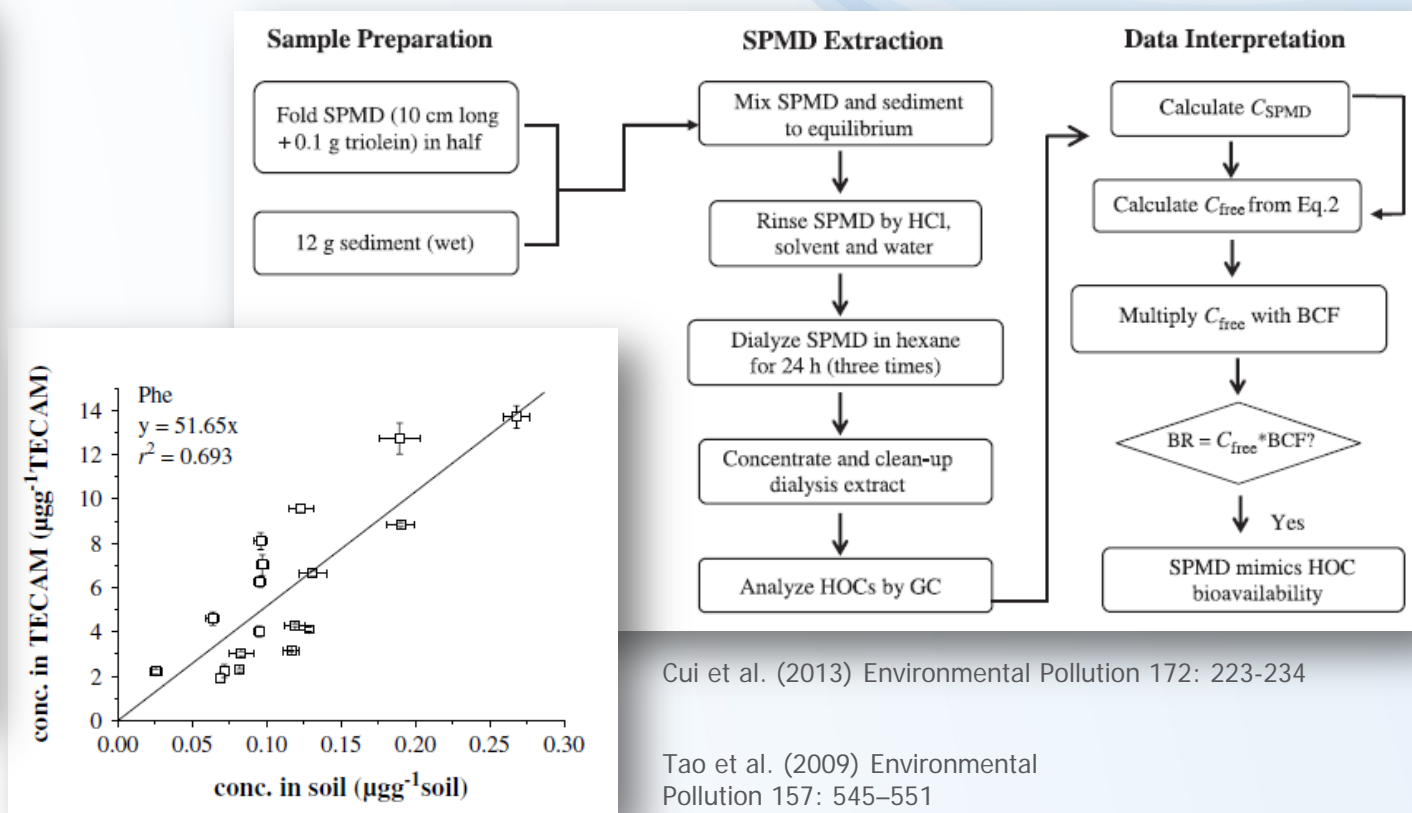 Sample Preparation
Fold SPMD (10 cm long
+0.1 g triolein) in half
12 g sediment (wet)
SPMD Extraction
Mix SPMD and sediment
to equilibrium
Rinse SPMD by HCl,
solvent and water
Dialyze SPMD in hexane
for 24 h (three times)
Concentrate and clean-up
dialysis extract
Analyze HOCs by GC
Data Interpretation
Calculate C_SPMD
Calculate C_free from Eq.2
Multiply C_free with BCF
BR = C_free*BCF?
Yes
SPMD mimics HOC
bioavailability
conc. in TECAM (µgg⁻¹TECAM)
14
12
10
8
6
4
2
0
Phe
y = 51.65x
r² = 0.693
0.00 0.05 0.10 0.15 0.20 0.25 0.30
conc. in soil (µgg⁻¹soil)
Cui et al. (2013) Environmental Pollution 172: 223-234
Tao et al. (2009) Environmental
Pollution 157: 545–551